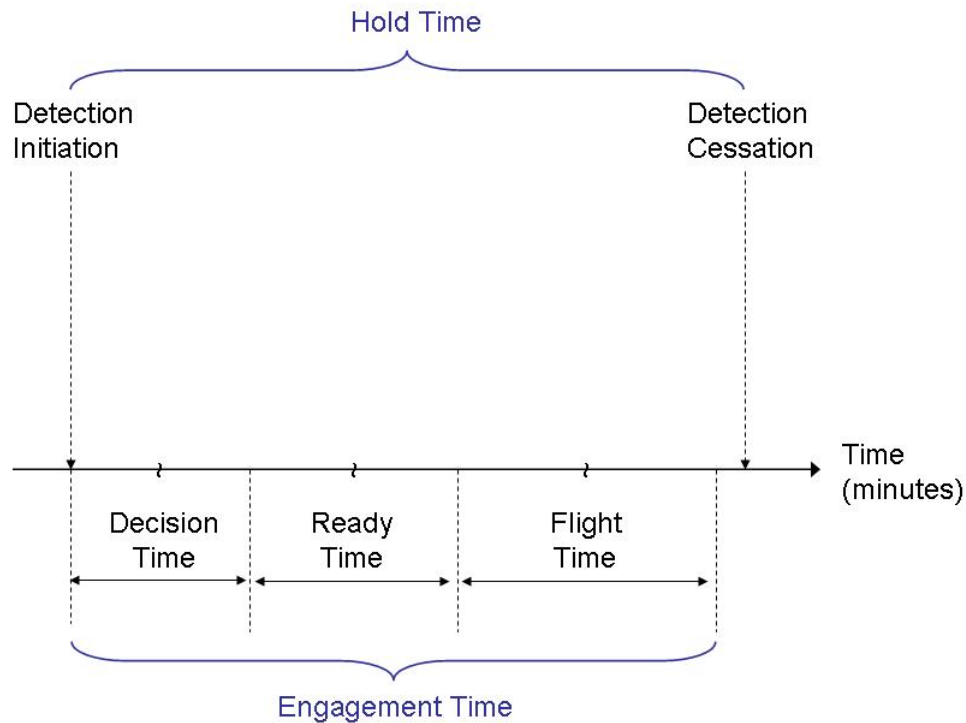 Hold Time
Detection
Initiation
Detection
Cessation
Time
(minutes)
Decision
Time
Ready
Time
Flight
Time
Engagement Time